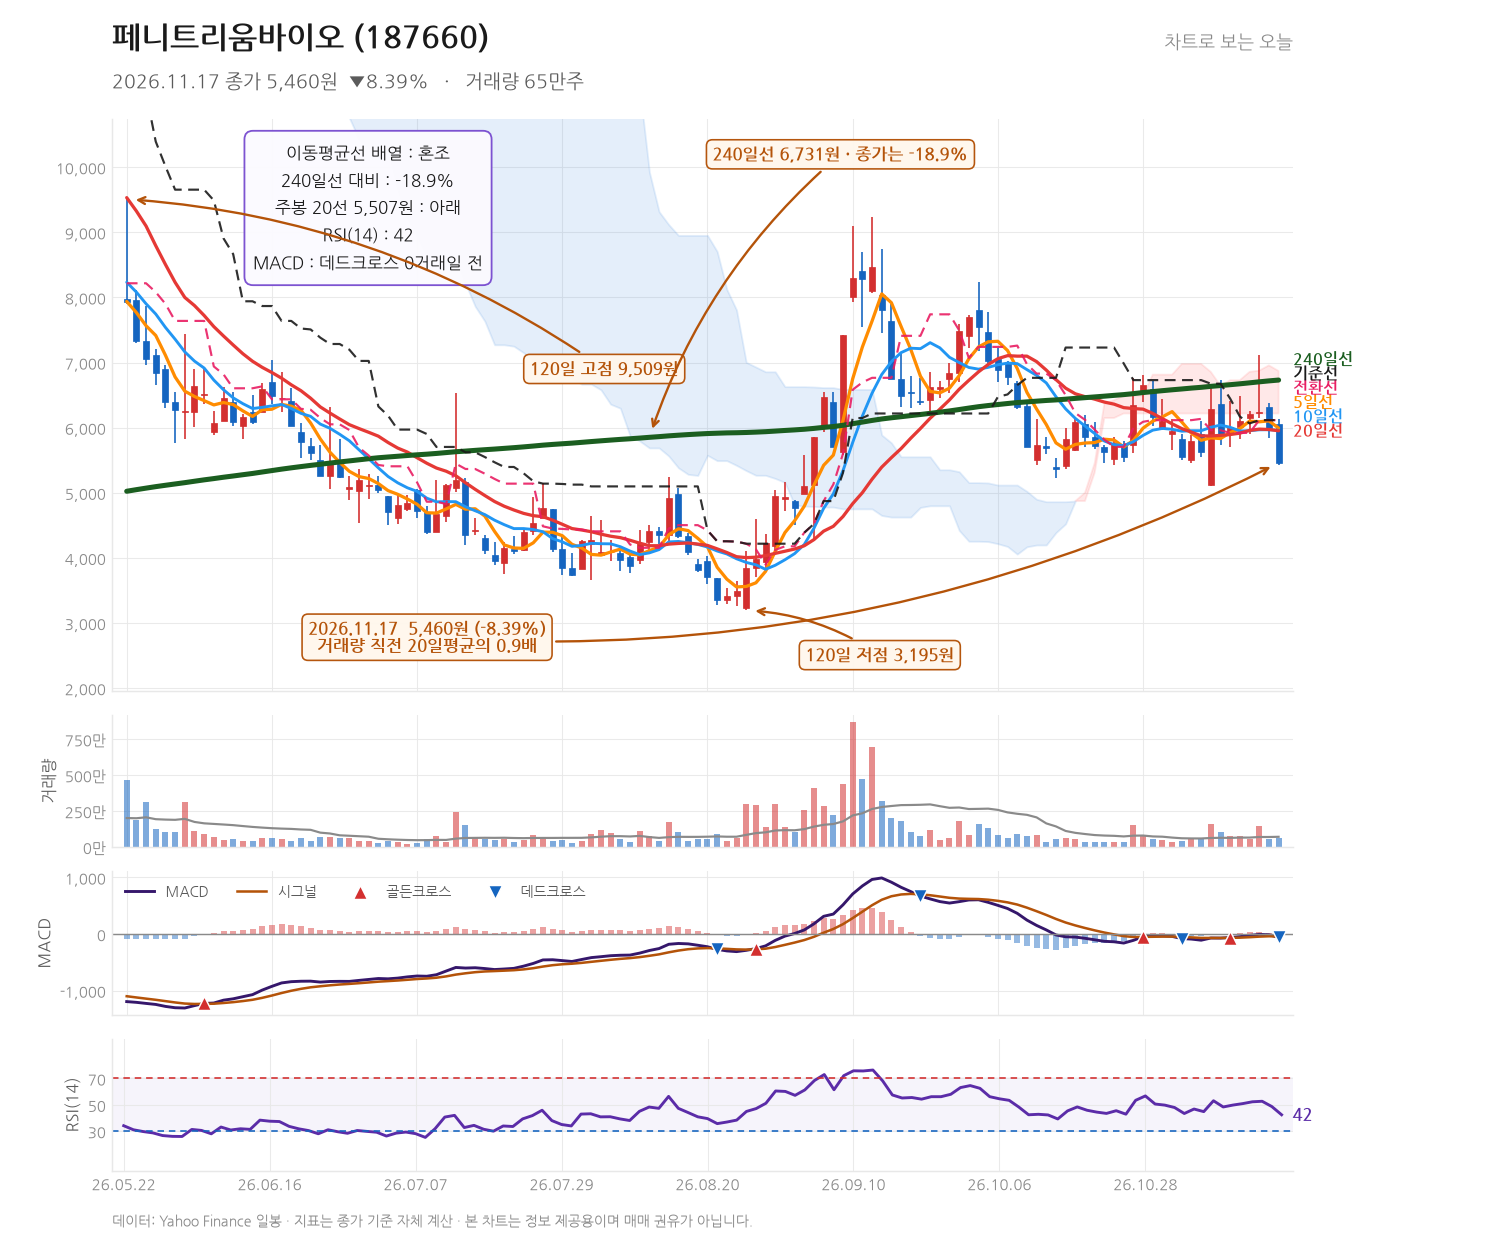 페니트리움바이오 (187660)
차트로 보는 오늘
2026.11.17 종가 5,460원 ▼8.39% · 거래량 65만주
이동평균선 배열 : 혼조
240일선 대비 : -18.9%
주봉 20선 5,507원 : 아래
RSI(14) : 42
MACD : 데드크로스 0거래일 전
240일선 6,731원 · 종가는 -18.9%
120일 고점 9,509원
2026.11.17 5,460원 (-8.39%)
거래량 직전 20일평균의 0.9배
120일 저점 3,195원
10,000
9,000
8,000
7,000
6,000
5,000
4,000
3,000
2,000
240일선
기준선
전환선
5일선
10일선
20일선
거래량
750만
500만
250만
0만
MACD
1,000
0
-1,000
MACD
시그널
골든크로스
데드크로스
RSI(14)
70
50
30
42
26.05.22
26.06.16
26.07.07
26.07.29
26.08.20
26.09.10
26.10.06
26.10.28
데이터: Yahoo Finance 일봉 · 지표는 종가 기준 자체 계산 · 본 차트는 정보 제공용이며 매매 권유가 아닙니다.